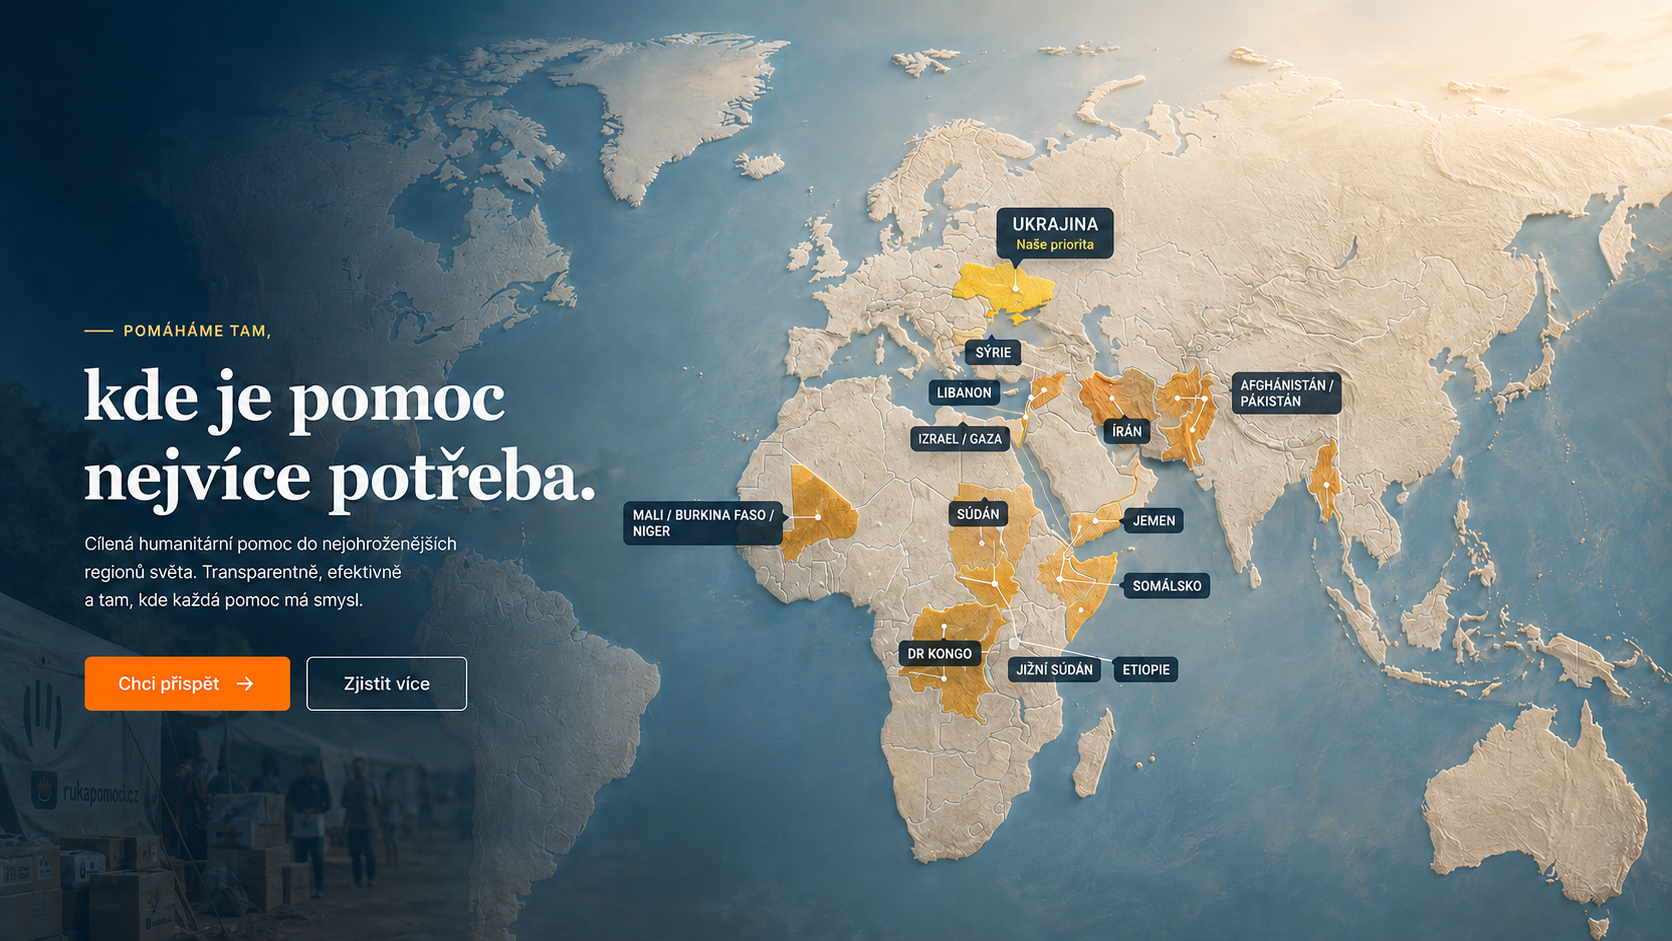 POMÁHÁME TAM,
kde je pomoc
nejvíce potřeba.
Cílená humanitární pomoc do nejohroženějších
regionů světa. Transparentně, efektivně
a tam, kde každá pomoc má smysl.
Chci přispět →
Zjistit více
rukapomoci.cz
UKRAJINA
Naše priorita
SÝRIE
LIBANON
IZRAEL / GAZA
ÍRÁN
AFGHÁNISTÁN /
PÁKISTÁN
MALI / BURKINA FASO /
NIGER
SÚDÁN
JEMEN
SOMÁLSKO
DR KONGO
JIŽNÍ SÚDÁN
ETIOPIE